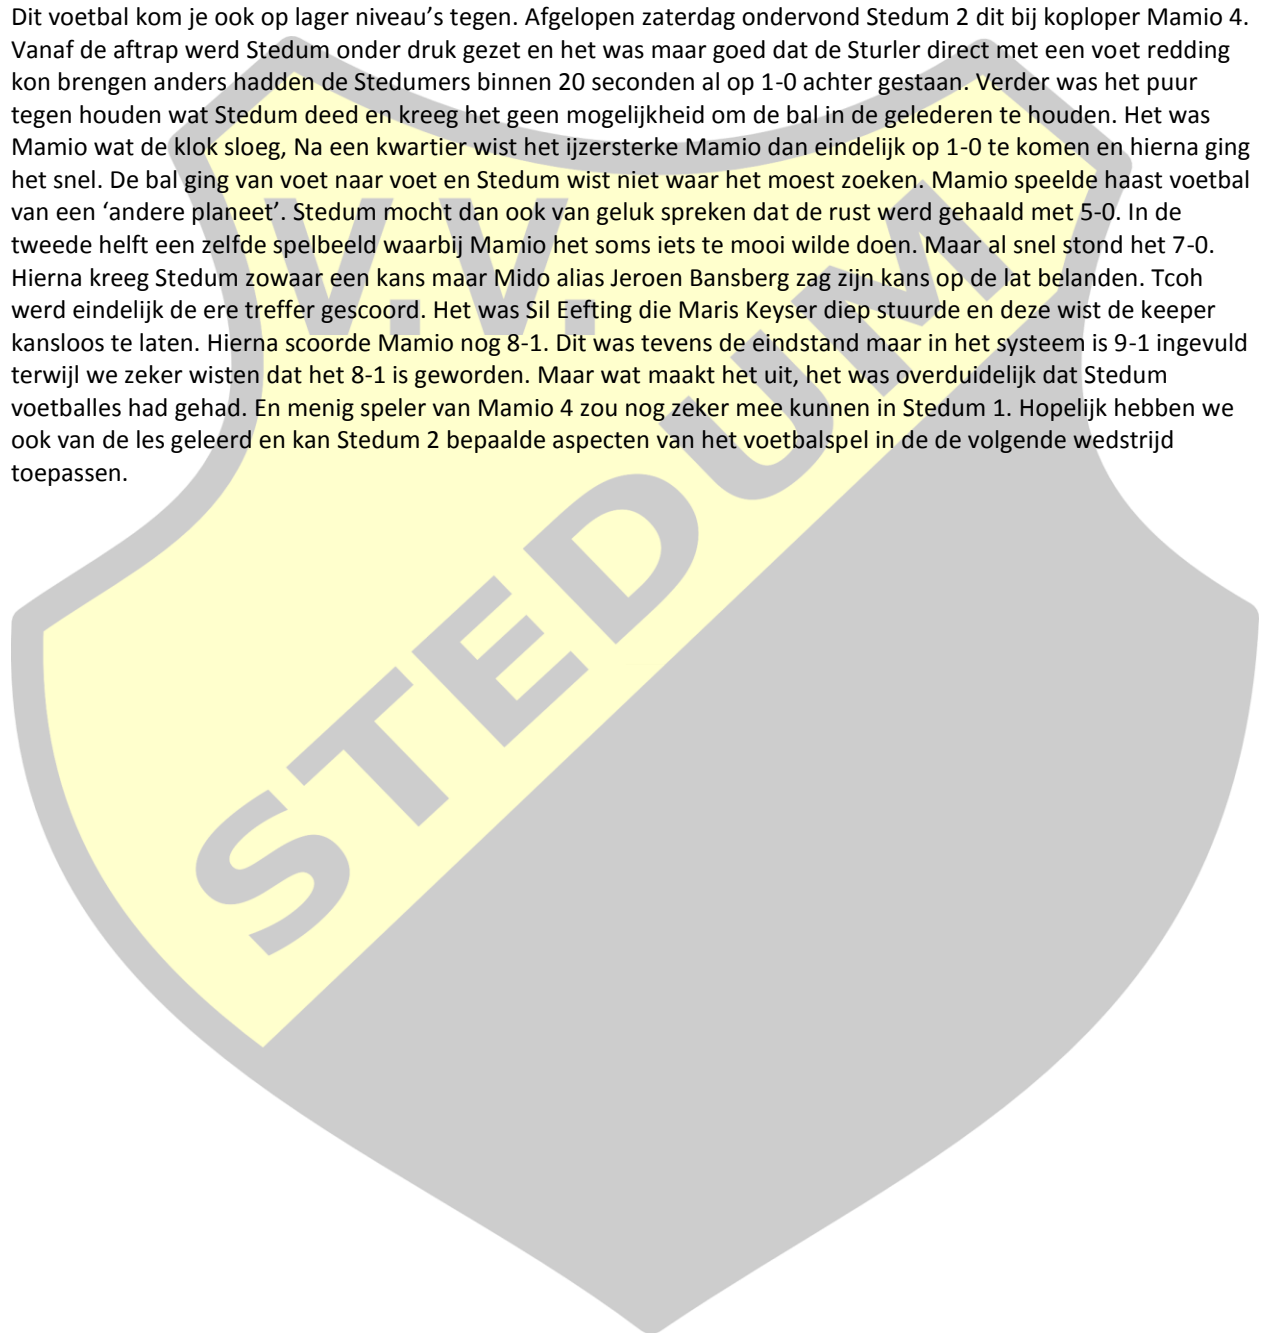 Dit voetbal kom je ook op lager niveau’s tegen. Afgelopen zaterdag ondervond Stedum 2 dit bij koploper Mamio 4.
Vanaf de aftrap werd Stedum onder druk gezet en het was maar goed dat de Sturler direct met een voet redding
kon brengen anders hadden de Stedumers binnen 20 seconden al op 1-0 achter gestaan. Verder was het puur
tegen houden wat Stedum deed en kreeg het geen mogelijkheid om de bal in de gelederen te houden. Het was
Mamio wat de klok sloeg, Na een kwartier wist het ijzersterke Mamio dan eindelijk op 1-0 te komen en hierna ging
het snel. De bal ging van voet naar voet en Stedum wist niet waar het moest zoeken. Mamio speelde haast voetbal
van een ‘andere planeet’. Stedum mocht dan ook van geluk spreken dat de rust werd gehaald met 5-0. In de
tweede helft een zelfde spelbeeld waarbij Mamio het soms iets te mooi wilde doen. Maar al snel stond het 7-0.
Hierna kreeg Stedum zowaar een kans maar Mido alias Jeroen Bansberg zag zijn kans op de lat belanden. Tcoh
werd eindelijk de ere treffer gescoord. Het was Sil Eefting die Maris Keyser diep stuurde en deze wist de keeper
kansloos te laten. Hierna scoorde Mamio nog 8-1. Dit was tevens de eindstand maar in het systeem is 9-1 ingevuld
terwijl we zeker wisten dat het 8-1 is geworden. Maar wat maakt het uit, het was overduidelijk dat Stedum
voetballes had gehad. En menig speler van Mamio 4 zou nog zeker mee kunnen in Stedum 1. Hopelijk hebben we
ook van de les geleerd en kan Stedum 2 bepaalde aspecten van het voetbalspel in de de volgende wedstrijd
toepassen.
V.V.
STEDUM